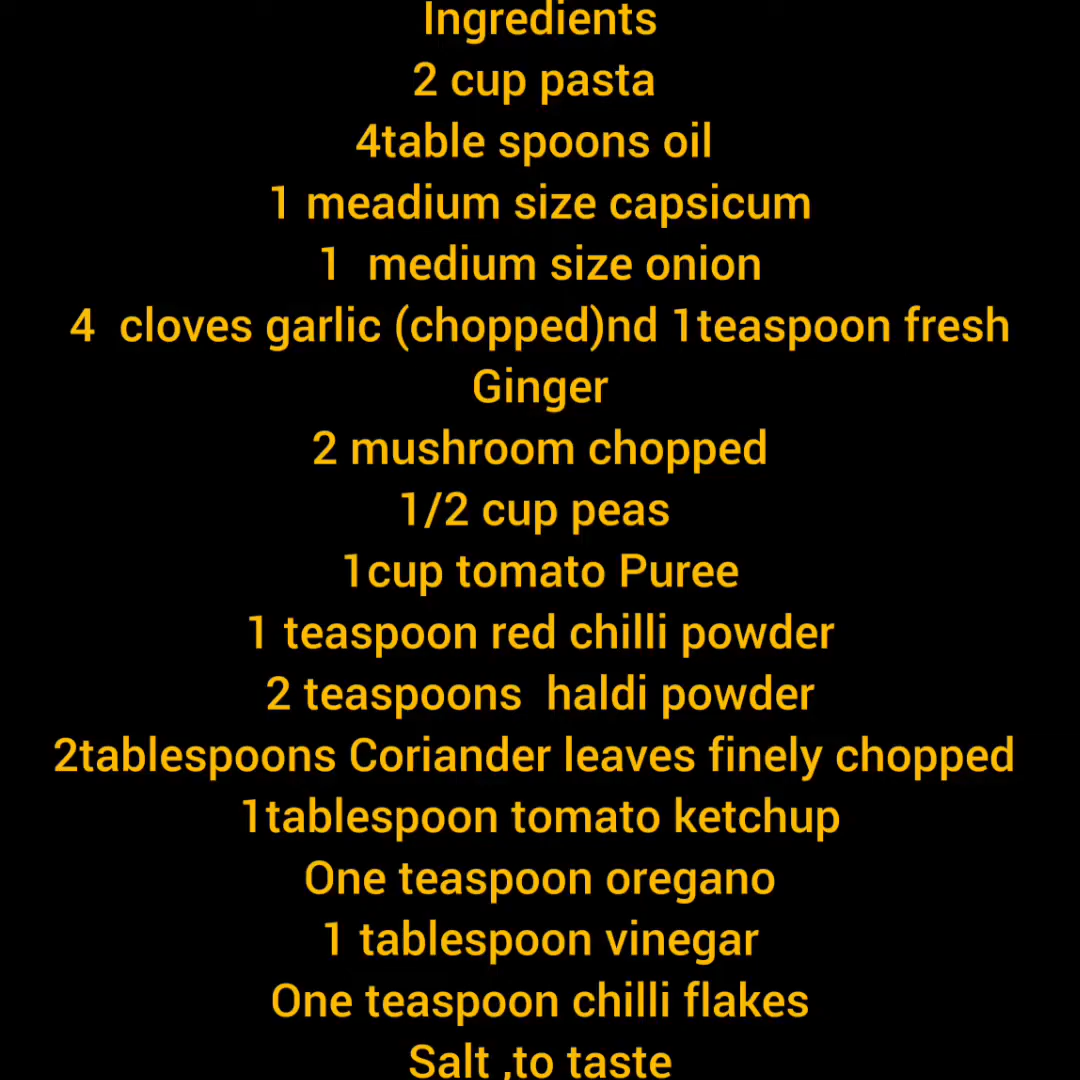 Ingredients
2 cup pasta
4table spoons oil
1 meadium size capsicum
1  medium size onion
4  cloves garlic (chopped)nd 1teaspoon fresh
Ginger
2 mushroom chopped
1/2 cup peas
1cup tomato Puree
1 teaspoon red chilli powder
2 teaspoons  haldi powder
2tablespoons Coriander leaves finely chopped
1tablespoon tomato ketchup
One teaspoon oregano
1 tablespoon vinegar
One teaspoon chilli flakes
Salt ,to taste